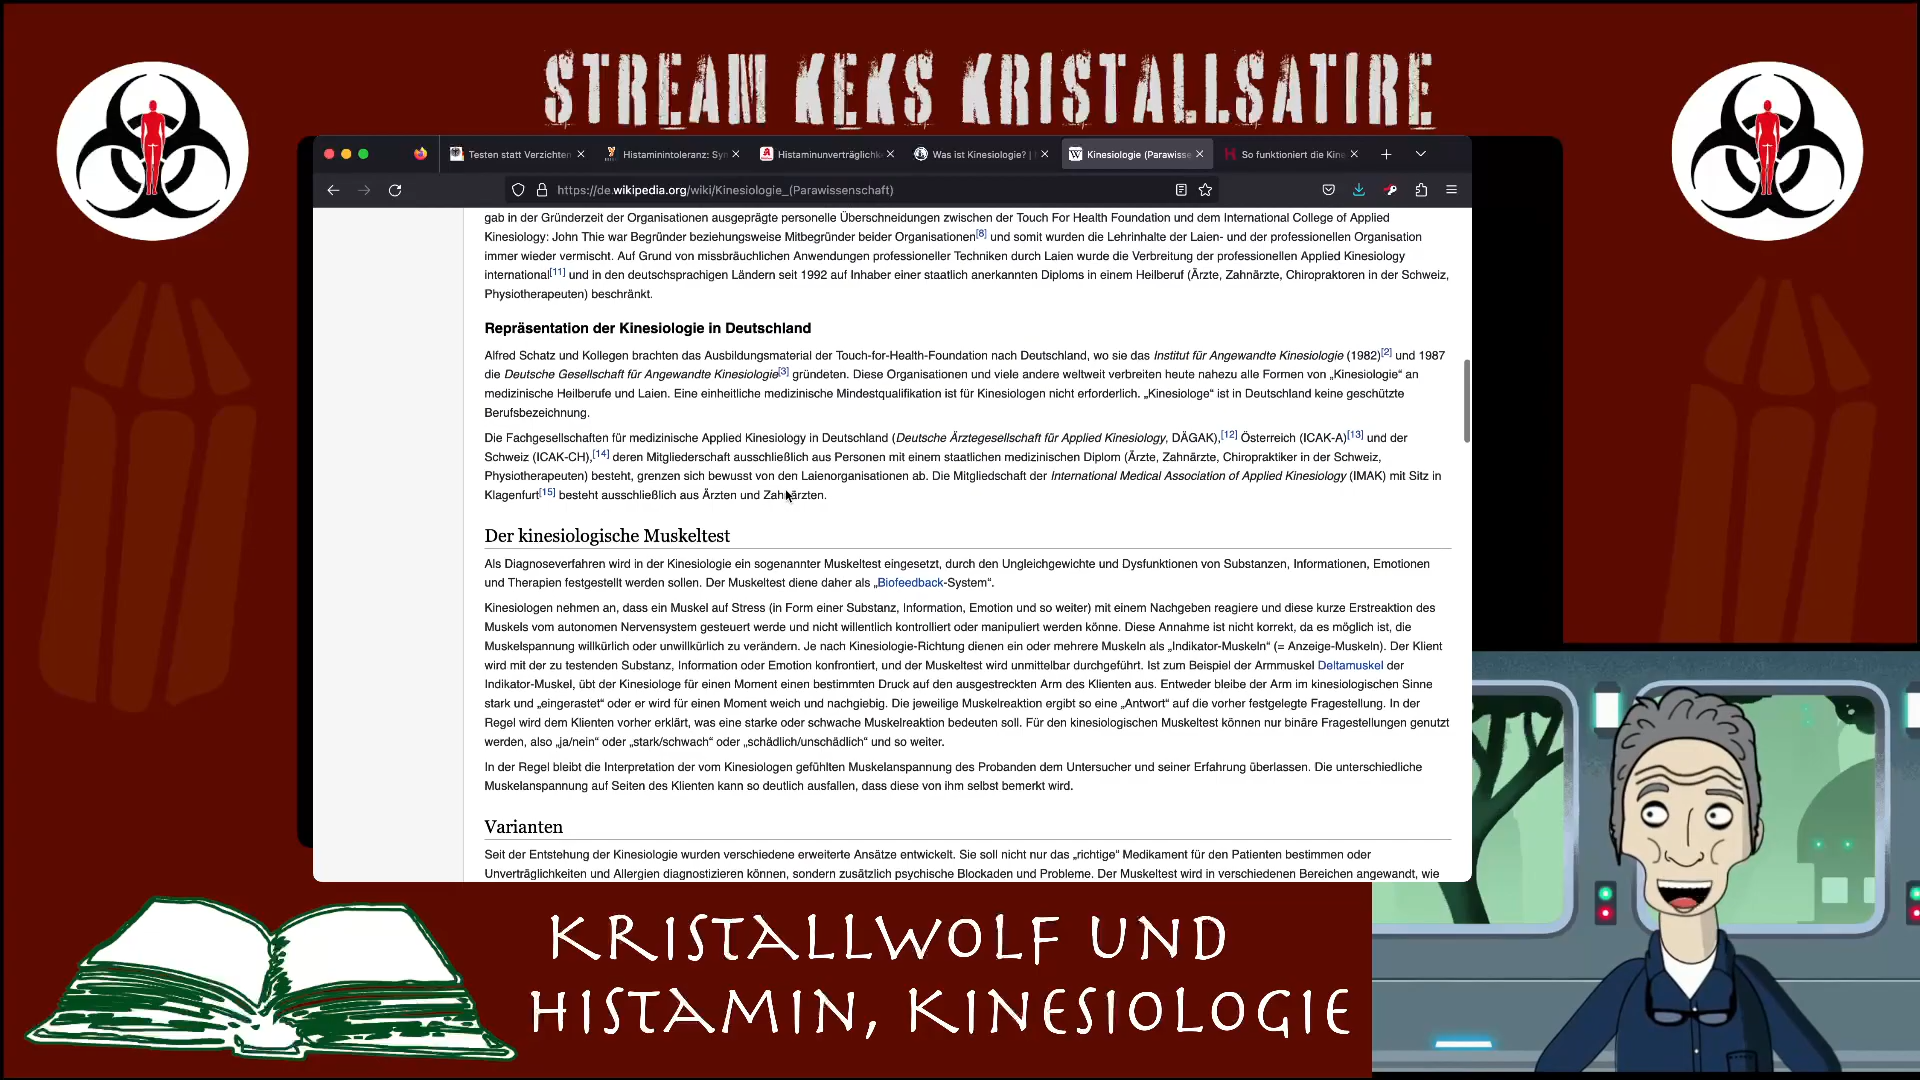 STREAM KEKS KRISTALLSATIRE
Testen statt Verzichten
Histaminintoleranz: Syn
Histaminunverträglichk
Was ist Kinesiologie? |
Kinesiologie (Parawisse
So funktioniert die Kine
https://de.wikipedia.org/wiki/Kinesiologie_(Parawissenschaft)
gab in der Gründerzeit der Organisationen ausgeprägte personelle Überschneidungen zwischen der Touch For Health Foundation und dem International College of Applied
Kinesiology: John Thie war Begründer beziehungsweise Mitbegründer beider Organisationen[8] und somit wurden die Lehrinhalte der Laien- und der professionellen Organisation
immer wieder vermischt. Auf Grund von missbräuchlichen Anwendungen professioneller Techniken durch Laien wurde die Verbreitung der professionellen Applied Kinesiology
international[11] und in den deutschsprachigen Ländern seit 1992 auf Inhaber einer staatlich anerkannten Diploms in einem Heilberuf (Ärzte, Zahnärzte, Chiropraktoren in der Schweiz,
Physiotherapeuten) beschränkt.
Repräsentation der Kinesiologie in Deutschland
Alfred Schatz und Kollegen brachten das Ausbildungsmaterial der Touch-for-Health-Foundation nach Deutschland, wo sie das Institut für Angewandte Kinesiologie (1982)[2] und 1987
die Deutsche Gesellschaft für Angewandte Kinesiologie[3] gründeten. Diese Organisationen und viele andere weltweit verbreiten heute nahezu alle Formen von „Kinesiologie“ an
medizinische Heilberufe und Laien. Eine einheitliche medizinische Mindestqualifikation ist für Kinesiologen nicht erforderlich. „Kinesiologe“ ist in Deutschland keine geschützte
Berufsbezeichnung.
Die Fachgesellschaften für medizinische Applied Kinesiology in Deutschland (Deutsche Ärztegesellschaft für Applied Kinesiology, DÄGAK),[12] Österreich (ICAK-A)[13] und der
Schweiz (ICAK-CH),[14] deren Mitgliederschaft ausschließlich aus Personen mit einem staatlichen medizinischen Diplom (Ärzte, Zahnärzte, Chiropraktiker in der Schweiz,
Physiotherapeuten) besteht, grenzen sich bewusst von den Laienorganisationen ab. Die Mitgliedschaft der International Medical Association of Applied Kinesiology (IMAK) mit Sitz in
Klagenfurt[15] besteht ausschließlich aus Ärzten und Zahnärzten.
Der kinesiologische Muskeltest
Als Diagnoseverfahren wird in der Kinesiologie ein sogenannter Muskeltest eingesetzt, durch den Ungleichgewichte und Dysfunktionen von Substanzen, Informationen, Emotionen
und Therapien festgestellt werden sollen. Der Muskeltest diene daher als „Biofeedback-System“.
Kinesiologen nehmen an, dass ein Muskel auf Stress (in Form einer Substanz, Information, Emotion und so weiter) mit einem Nachgeben reagiere und diese kurze Erstreaktion des
Muskels vom autonomen Nervensystem gesteuert werde und nicht willentlich kontrolliert oder manipuliert werden könne. Diese Annahme ist nicht korrekt, da es möglich ist, die
Muskelspannung willkürlich oder unwillkürlich zu verändern. Je nach Kinesiologie-Richtung dienen ein oder mehrere Muskeln als „Indikator-Muskeln“ (= Anzeige-Muskeln). Der Klient
wird mit der zu testenden Substanz, Information oder Emotion konfrontiert, und der Muskeltest wird unmittelbar durchgeführt. Ist zum Beispiel der Armmuskel Deltamuskel der
Indikator-Muskel, übt der Kinesiologe für einen Moment einen bestimmten Druck auf den ausgestreckten Arm des Klienten aus. Entweder bleibe der Arm im kinesiologischen Sinne
stark und „eingerastet“ oder er wird für einen Moment weich und nachgiebig. Die jeweilige Muskelreaktion ergibt so eine „Antwort“ auf die vorher festgelegte Fragestellung. In der
Regel wird dem Klienten vorher erklärt, was eine starke oder schwache Muskelreaktion bedeuten soll. Für den kinesiologischen Muskeltest können nur binäre Fragestellungen genutzt
werden, also „ja/nein“ oder „stark/schwach“ oder „schädlich/unschädlich“ und so weiter.
In der Regel bleibt die Interpretation der vom Kinesiologen gefühlten Muskelanspannung des Probanden dem Untersucher und seiner Erfahrung überlassen. Die unterschiedliche
Muskelanspannung auf Seiten des Klienten kann so deutlich ausfallen, dass diese von ihm selbst bemerkt wird.
Varianten
Seit der Entstehung der Kinesiologie wurden verschiedene erweiterte Ansätze entwickelt. Sie soll nicht nur das „richtige“ Medikament für den Patienten bestimmen oder
Unverträglichkeiten und Allergien diagnostizieren können, sondern zusätzlich psychische Blockaden und Probleme. Der Muskeltest wird in verschiedenen Bereichen angewandt, wie
KRISTALLWOLF UND
HISTAMIN, KINESIOLOGIE